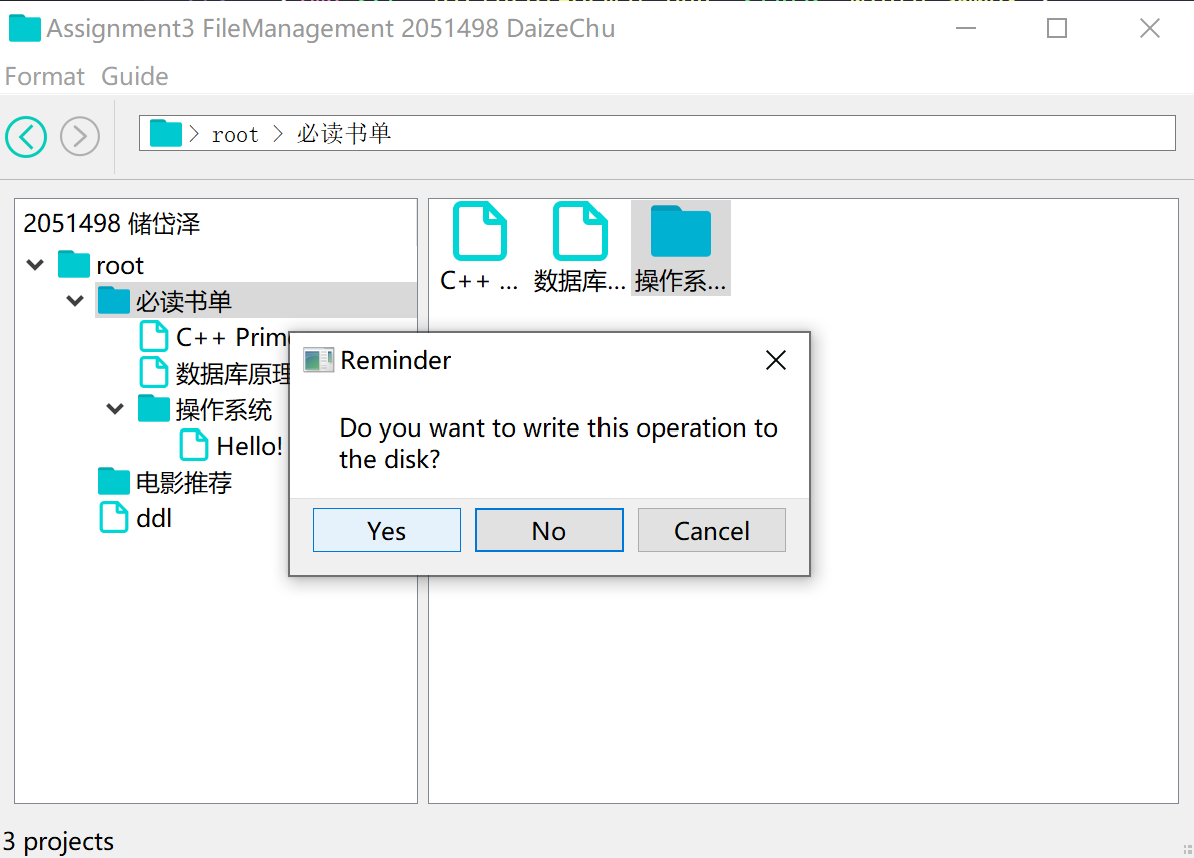 Assignment3 FileManagement 2051498 DaizeChu
Format Guide
root 必读书单
2051498 储岱泽
root
必读书单
C++ Prim
数据库原理
操作系统
Hello!
电影推荐
ddl
C++ ... 数据库... 操作系...
Reminder
Do you want to write this operation to
the disk?
Yes No Cancel
3 projects